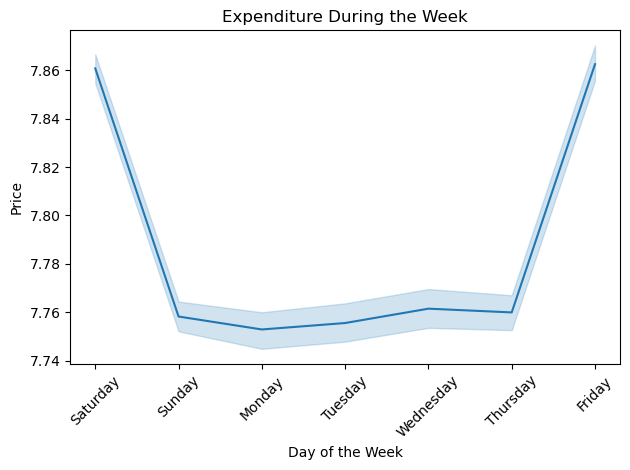 Expenditure During the Week
Price
7.86
7.84
7.82
7.80
7.78
7.76
7.74
Saturday
Sunday
Monday
Tuesday
Wednesday
Thursday
Friday
Day of the Week